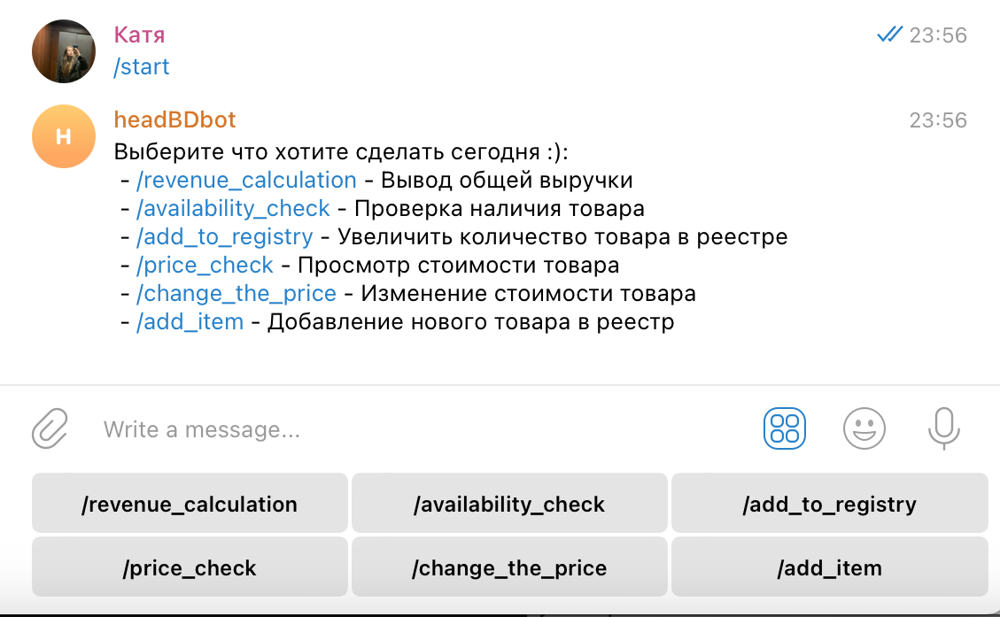 Катя
23:56
/start
H
headBDbot
23:56
Выберите что хотите сделать сегодня :):
- /revenue_calculation - Вывод общей выручки
- /availability_check - Проверка наличия товара
- /add_to_registry - Увеличить количество товара в реестре
- /price_check - Просмотр стоимости товара
- /change_the_price - Изменение стоимости товара
- /add_item - Добавление нового товара в реестр
Write a message...
/revenue_calculation
/availability_check
/add_to_registry
/price_check
/change_the_price
/add_item